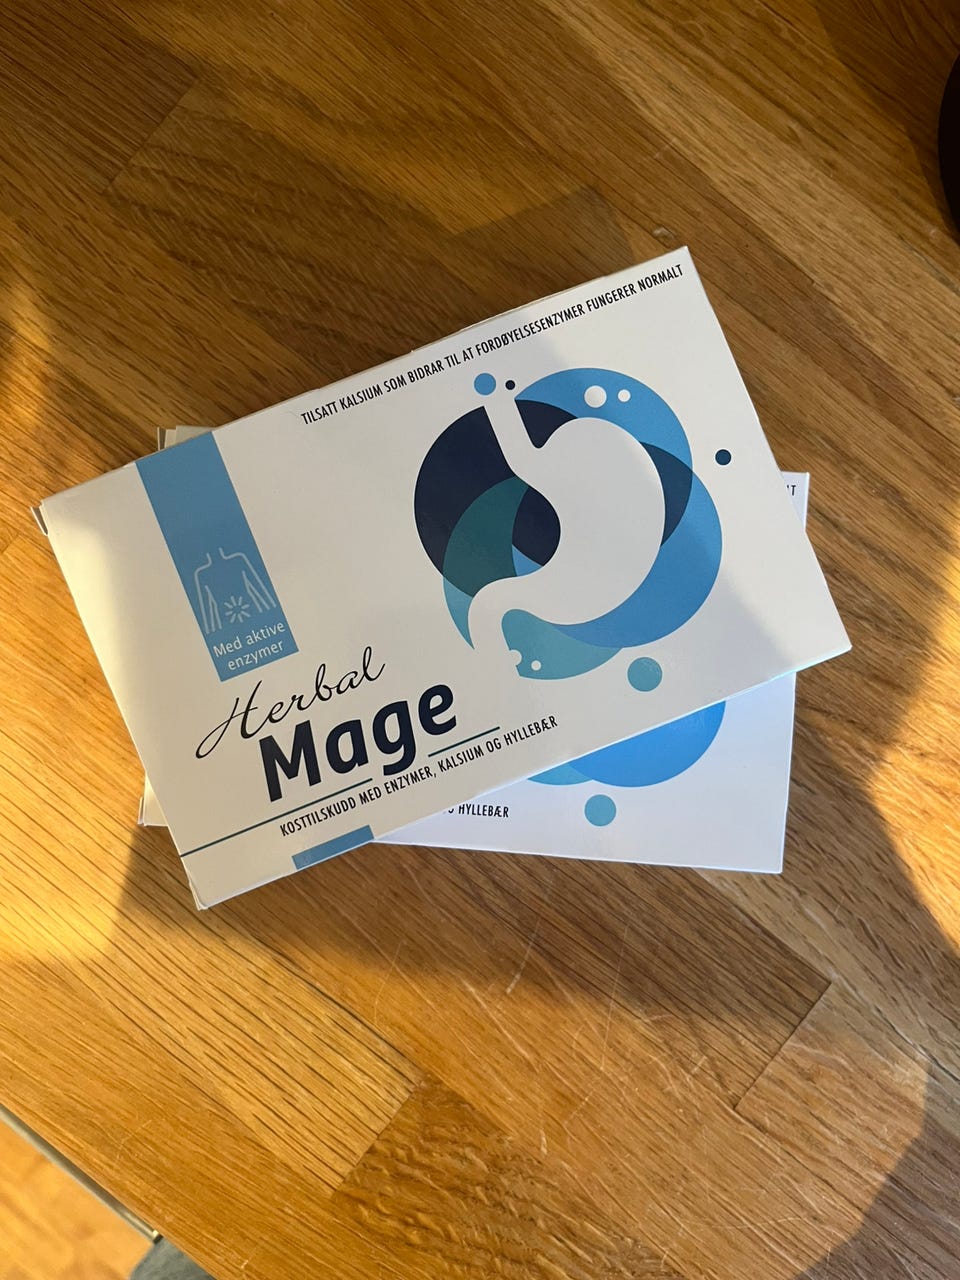 TILSATT KALSIUM SOM BIDRAR TIL AT FORDØYELSESENZYMER FUNGERER NORMALT
Med aktive
enzymer
Herbal
Mage
KOSTTILSKUDD MED ENZYMER, KALSIUM OG HYLLEBÆR
HYLLEBÆR